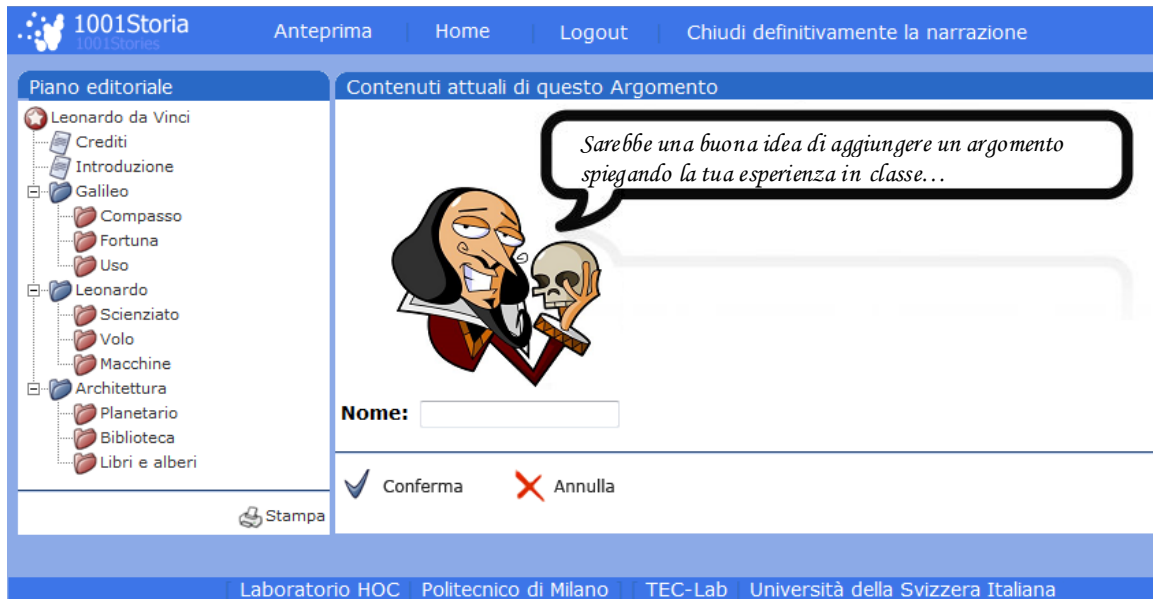 1001Storia
1001Stories
Anteprima Home Logout Chiudi definitivamente la narrazione
Piano editoriale
Leonardo da Vinci
Crediti
Introduzione
Galileo
Compasso
Fortuna
Uso
Leonardo
Scienziato
Volo
Macchine
Architettura
Planetario
Biblioteca
Libri e alberi
Stampa
Contenuti attuali di questo Argomento
Sarebbe una buona idea di aggiungere un argomento
spiegando la tua esperienza in classe...
Nome:
Conferma Annulla
[ Laboratorio HOC | Politecnico di Milano ] [ TEC-Lab | Università della Svizzera Italiana